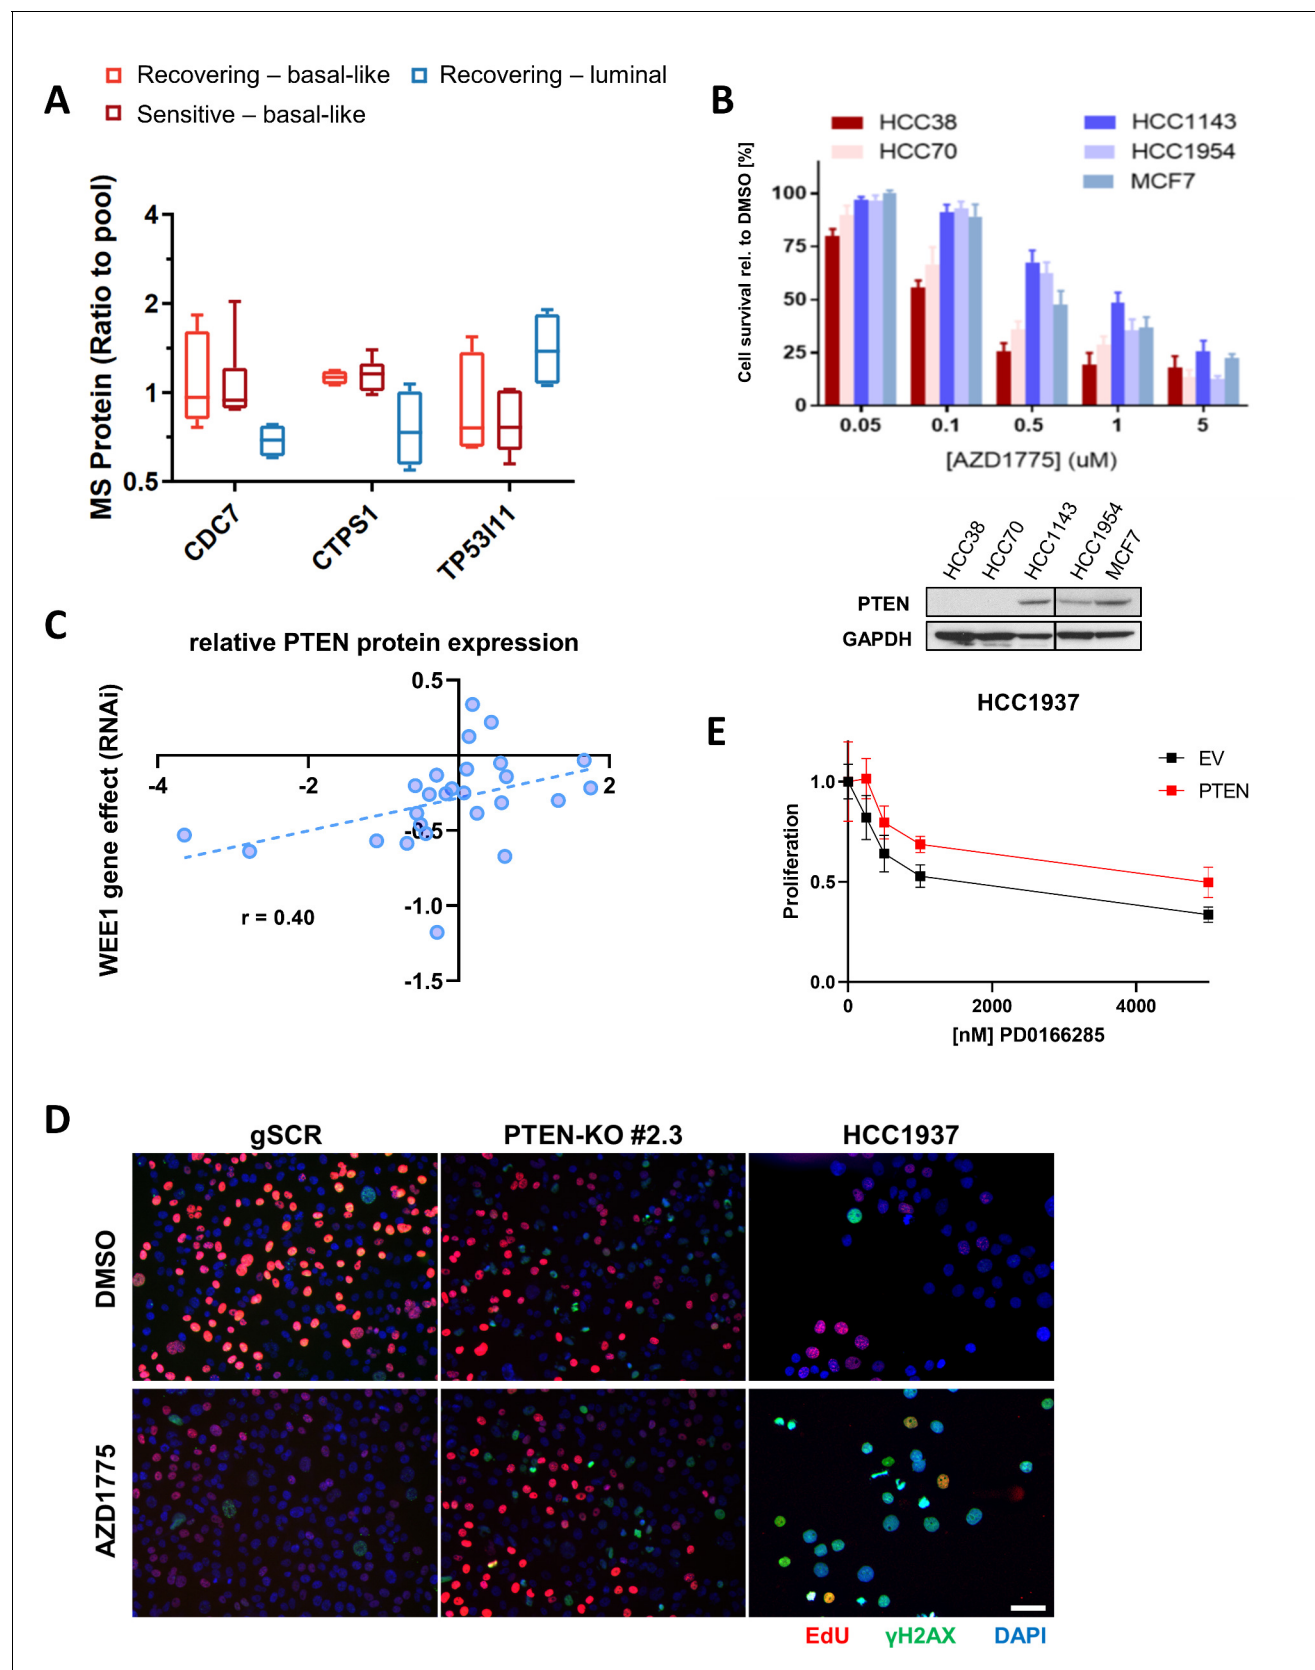 A
Recovering – basal-like
Recovering – luminal
Sensitive – basal-like
MS Protein (Ratio to pool)
4
2
1
0.5
CDC7
CTPS1
TP53I11
B
HCC38
HCC70
HCC1143
HCC1954
MCF7
Cell survival rel. to DMSO [%]
100
75
50
25
0
0.05 0.1 0.5 1 5
[AZD1775] (uM)
HCC38 HCC70 HCC1143 HCC1954 MCF7
PTEN
GAPDH
C
relative PTEN protein expression
WEE1 gene effect (RNAi)
0.5
-4 -2 2
-0.5
-1.0
-1.5
r = 0.40
E
HCC1937
EV
PTEN
Proliferation
1.0
0.5
0.0
0 2000 4000
[nM] PD0166285
D
gSCR PTEN-KO #2.3 HCC1937
DMSO
AZD1775
EdU γH2AX DAPI